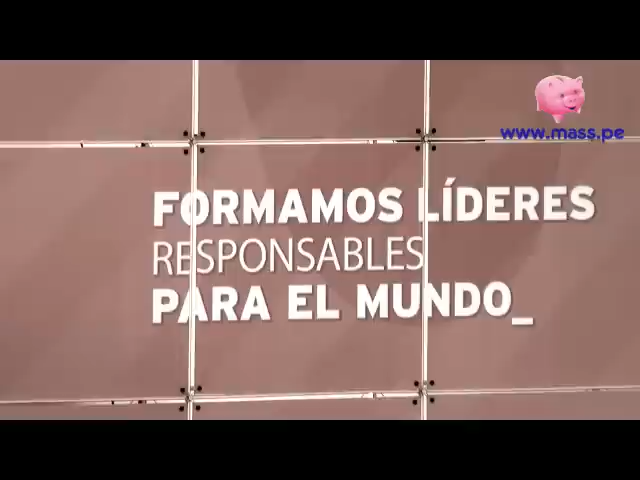 www.mass.pe
FORMAMOS LÍDERES
RESPONSABLES
PARA EL MUNDO_